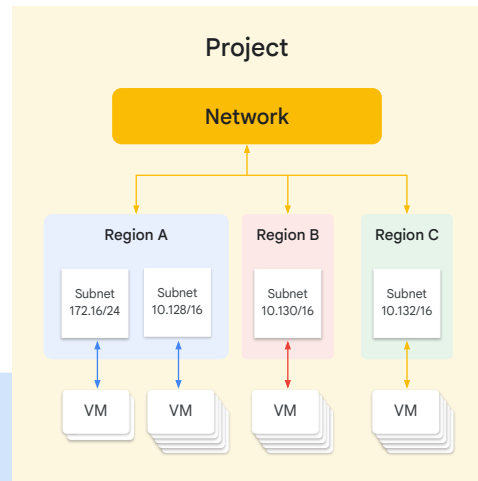 Project
Network
Region A
Region B
Region C
Subnet
172.16/24
Subnet
10.128/16
Subnet
10.130/16
Subnet
10.132/16
VM
VM
VM
VM